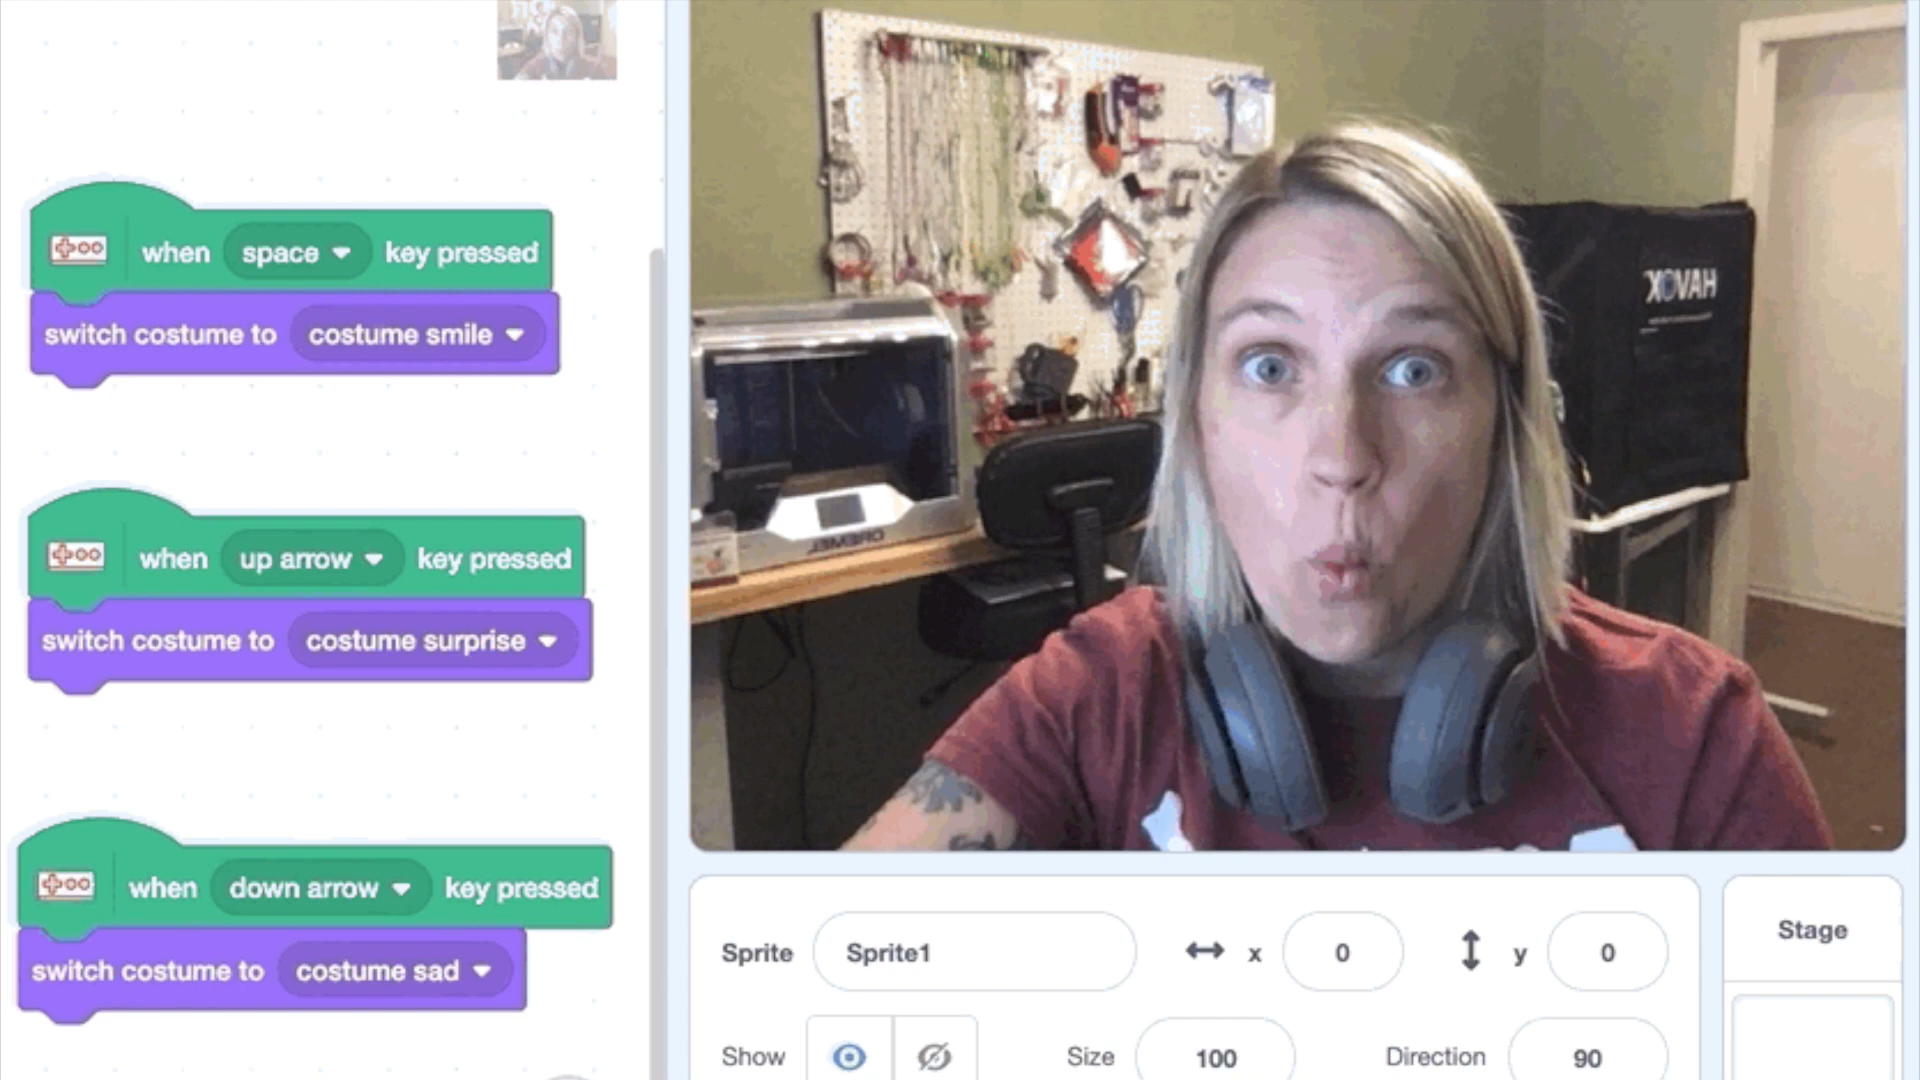 when space key pressed
switch costume to costume smile
when up arrow key pressed
switch costume to costume surprise
when down arrow key pressed
switch costume to costume sad
HAVOX
DREMEL
Sprite Sprite1 x 0 y 0
Show Size 100 Direction 90
Stage